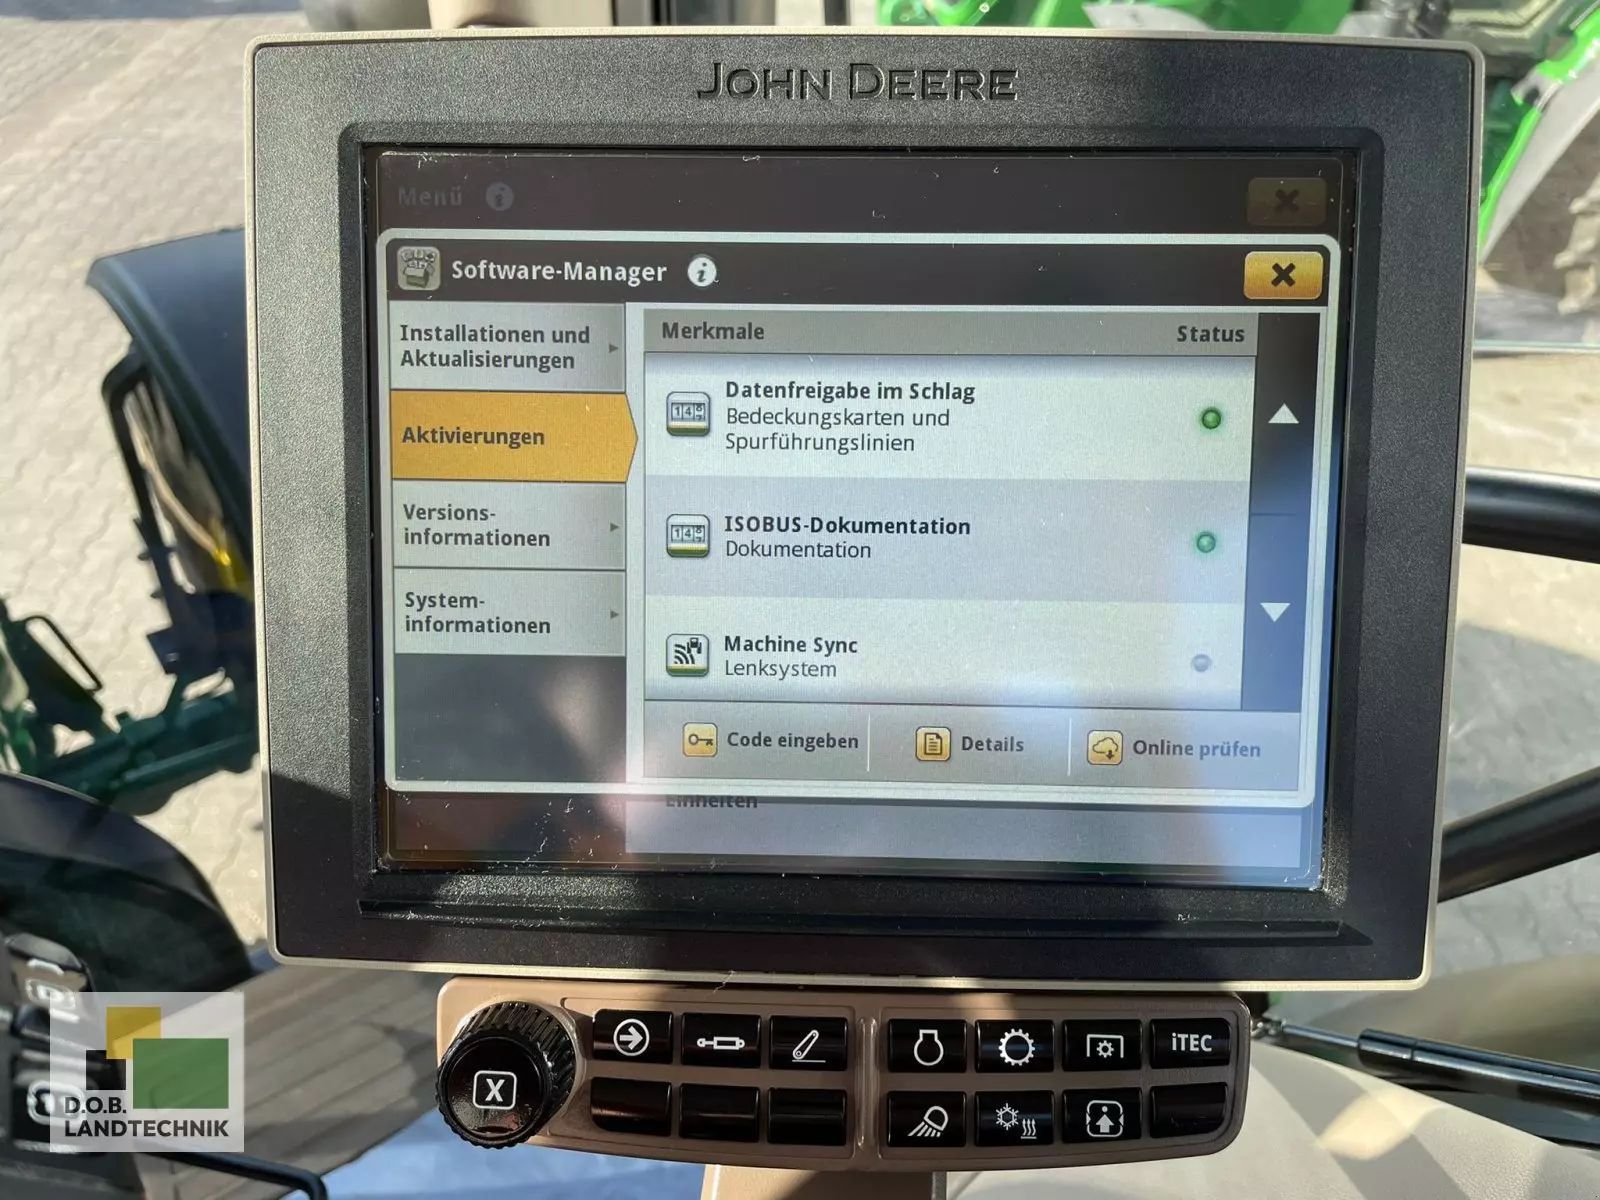 JOHN DEERE
Menü
Software-Manager
Installationen und
Aktualisierungen
Aktivierungen
Versions-
informationen
System-
informationen
Merkmale
Status
Datenfreigabe im Schlag
Bedeckungskarten und
Spurführungslinien
ISOBUS-Dokumentation
Dokumentation
Machine Sync
Lenksystem
Code eingeben
Details
Online prüfen
Einheiten
iTEC
X
D.O.B.
LANDTECHNIK